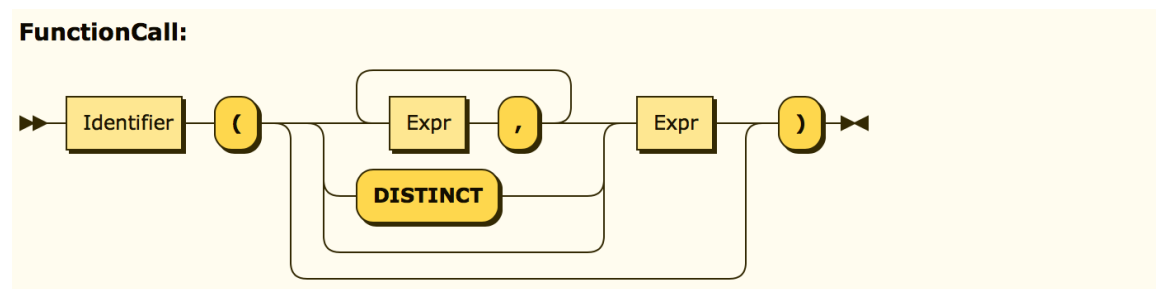 FunctionCall:
Identifier ( Expr , Expr )
DISTINCT